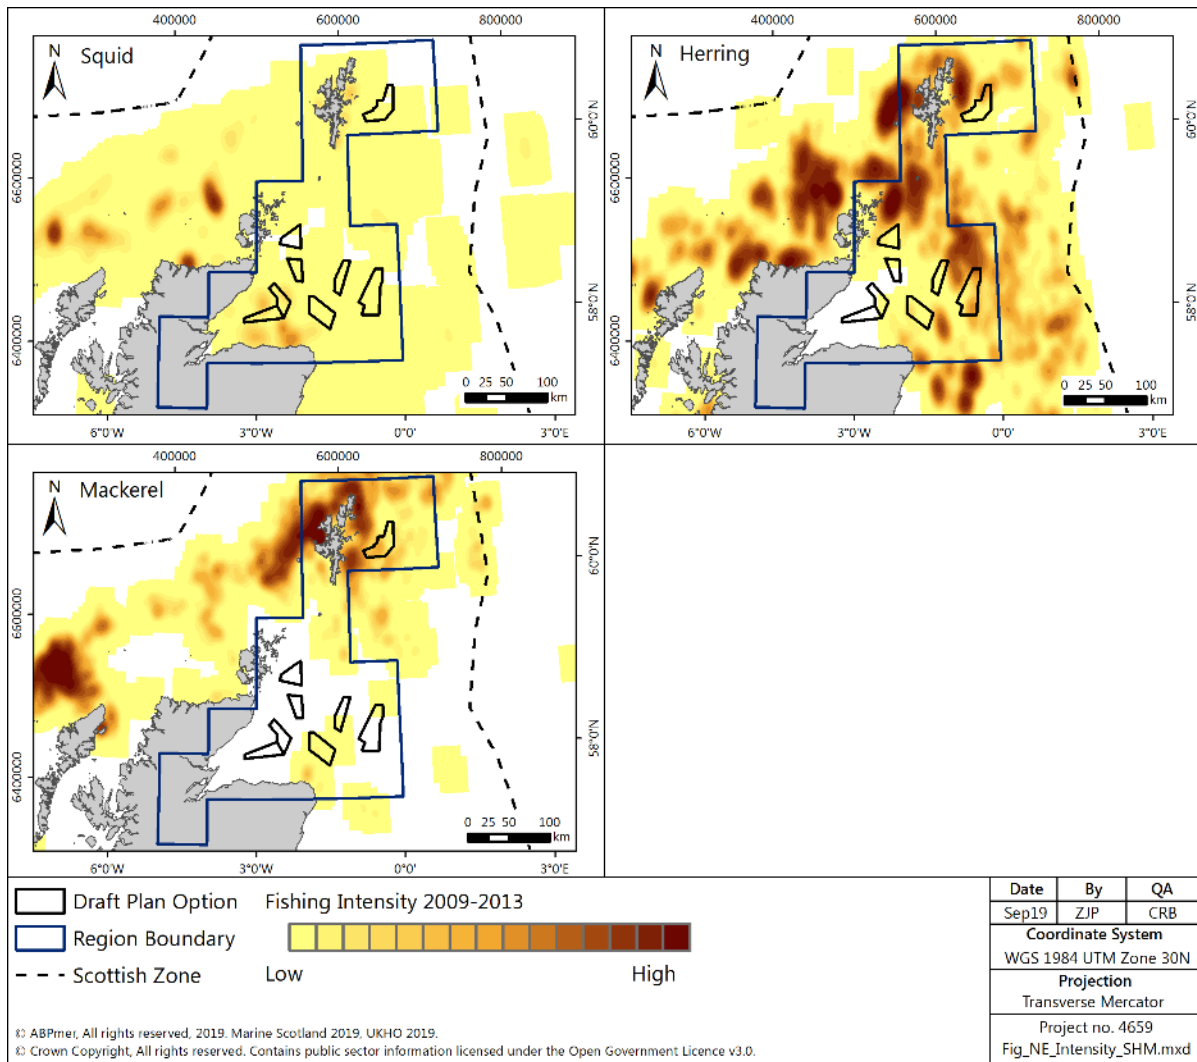 400000 600000 800000
Squid
N
60°0'N
58°0'N
6600000
6400000
0 25 50 100
km
6°0'W 3°0'W 0°0' 3°0'E
400000 600000 800000
Herring
N
60°0'N
58°0'N
6600000
6400000
0 25 50 100
km
6°0'W 3°0'W 0°0' 3°0'E
400000 600000 800000
Mackerel
N
60°0'N
58°0'N
6600000
6400000
0 25 50 100
km
6°0'W 3°0'W 0°0' 3°0'E
Draft Plan Option
Region Boundary
Scottish Zone
Fishing Intensity 2009-2013
Low High
Date By QA
Sep19 ZJP CRB
Coordinate System
WGS 1984 UTM Zone 30N
Projection
Transverse Mercator
Project no. 4659
Fig_NE_Intensity_SHM.mxd
© ABPmer, All rights reserved, 2019. Marine Scotland 2019, UKHO 2019.
© Crown Copyright, All rights reserved. Contains public sector information licensed under the Open Government Licence v3.0.